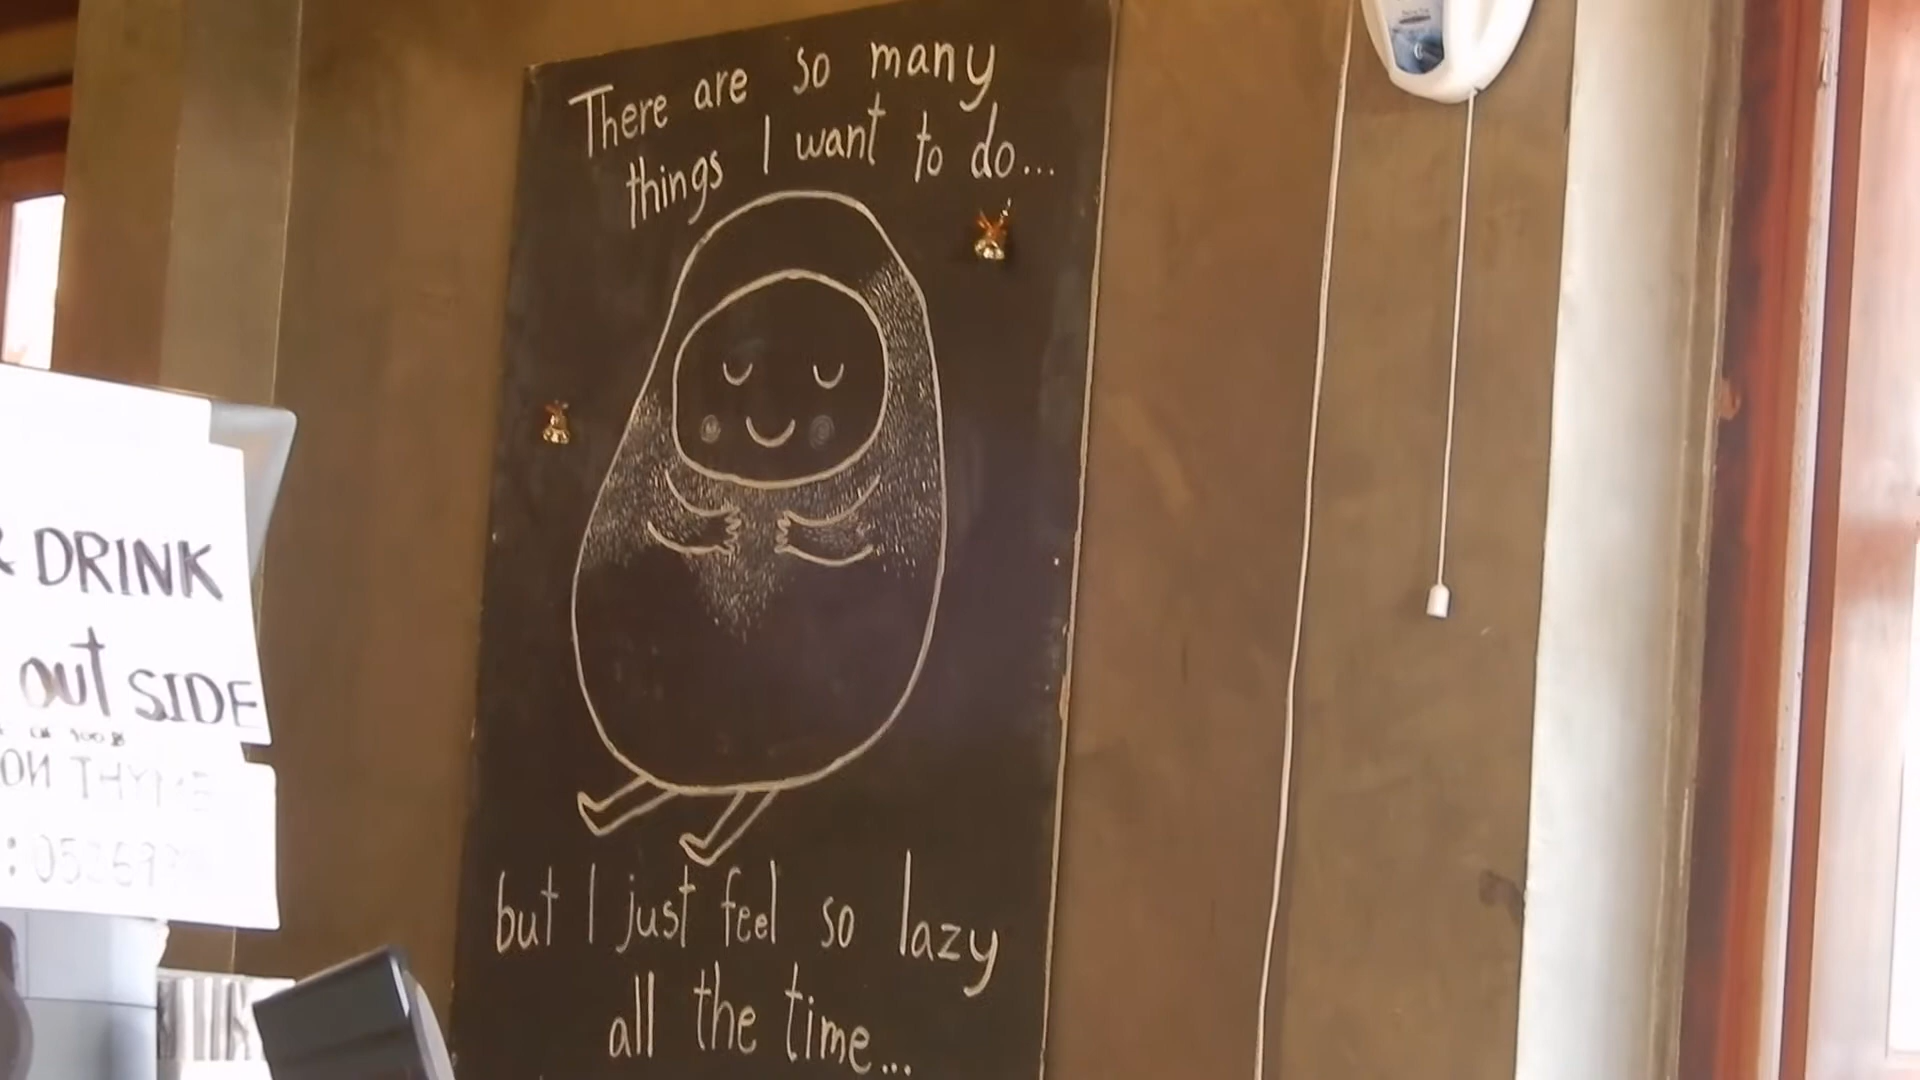 There are so many
things I want to do...
but I just feel so lazy
all the time...
& DRINK
out SIDE